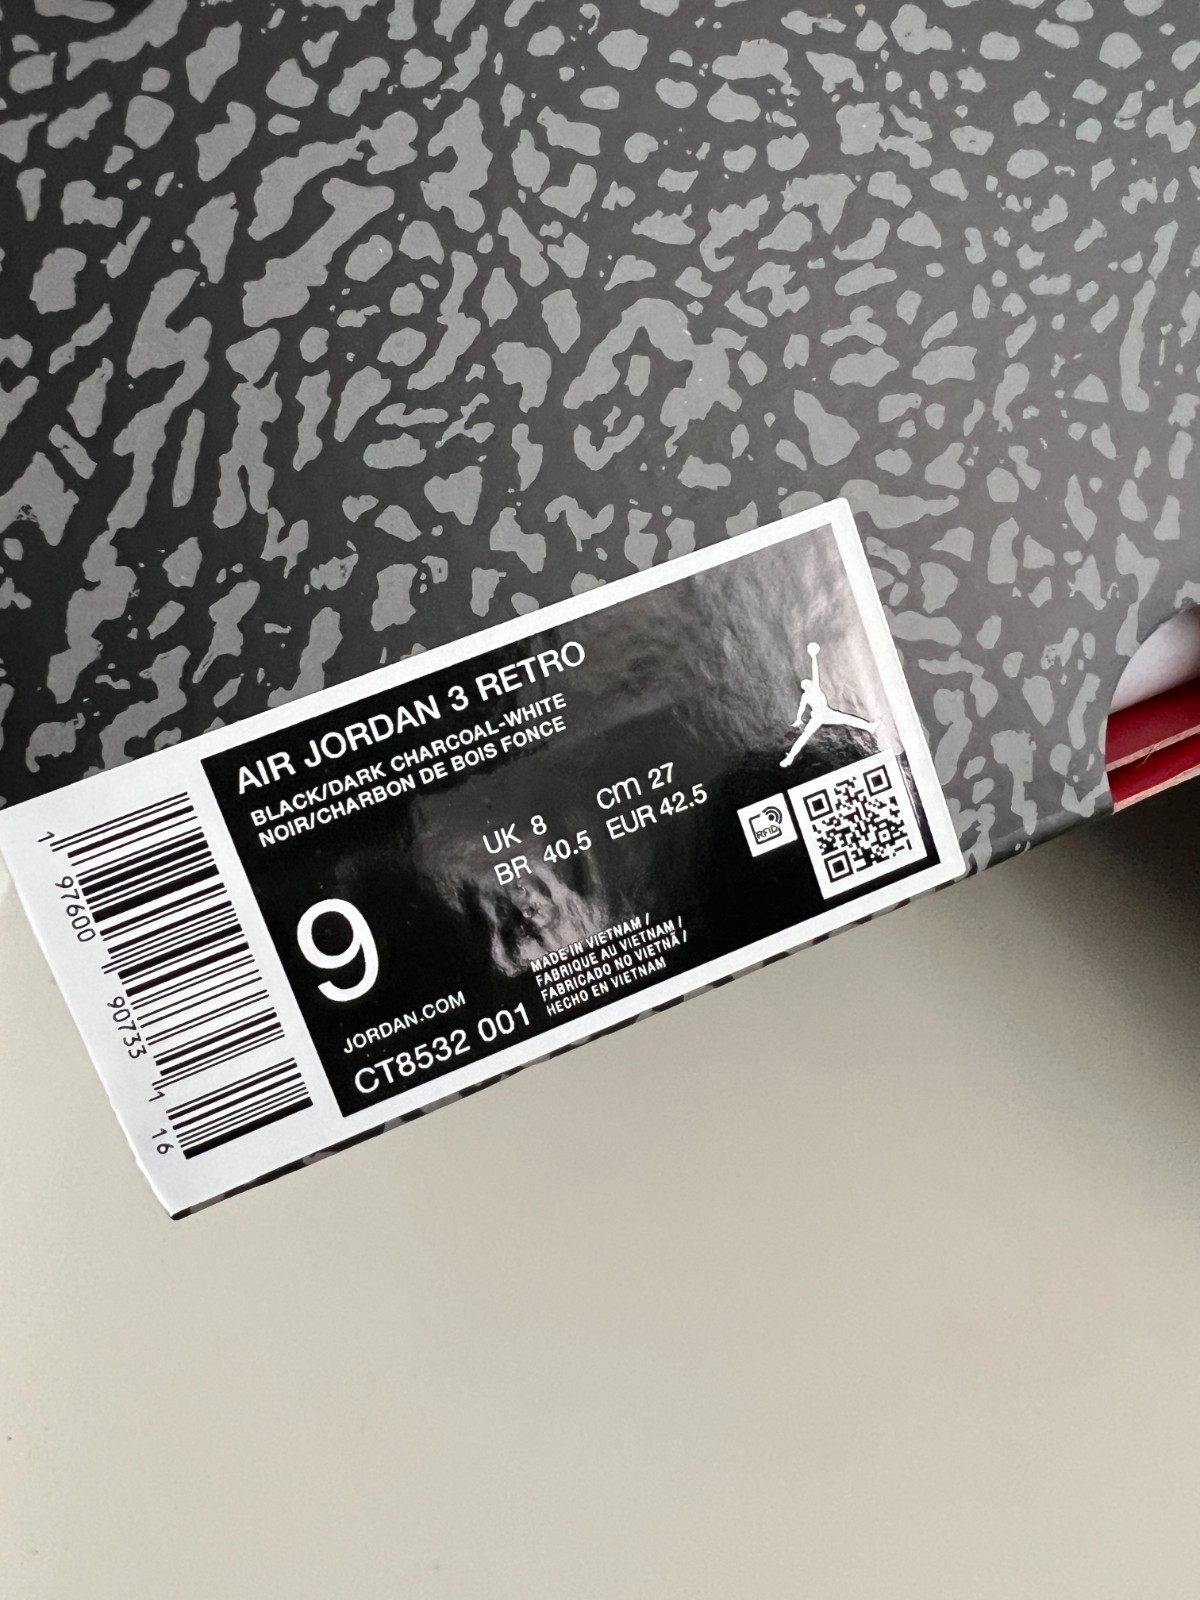 AIR JORDAN 3 RETRO
BLACK/DARK CHARCOAL-WHITE
NOIR/CHARBON DE BOIS FONCE
UK 8 cm 27
BR 40.5 EUR 42.5
RFID
9
MADE IN VIETNAM /
FABRIQUE AU VIETNAM /
FABRICADO NO VIETNÃ /
HECHO EN VIETNAM
JORDAN.COM
CT8532 001
1 97600 90733 1 16